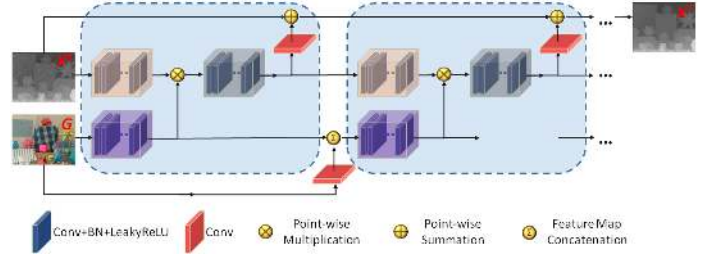 G
Conv+BN+LeakyReLU
Conv
Point-wise
Multiplication
Point-wise
Summation
Feature Map
Concatenation